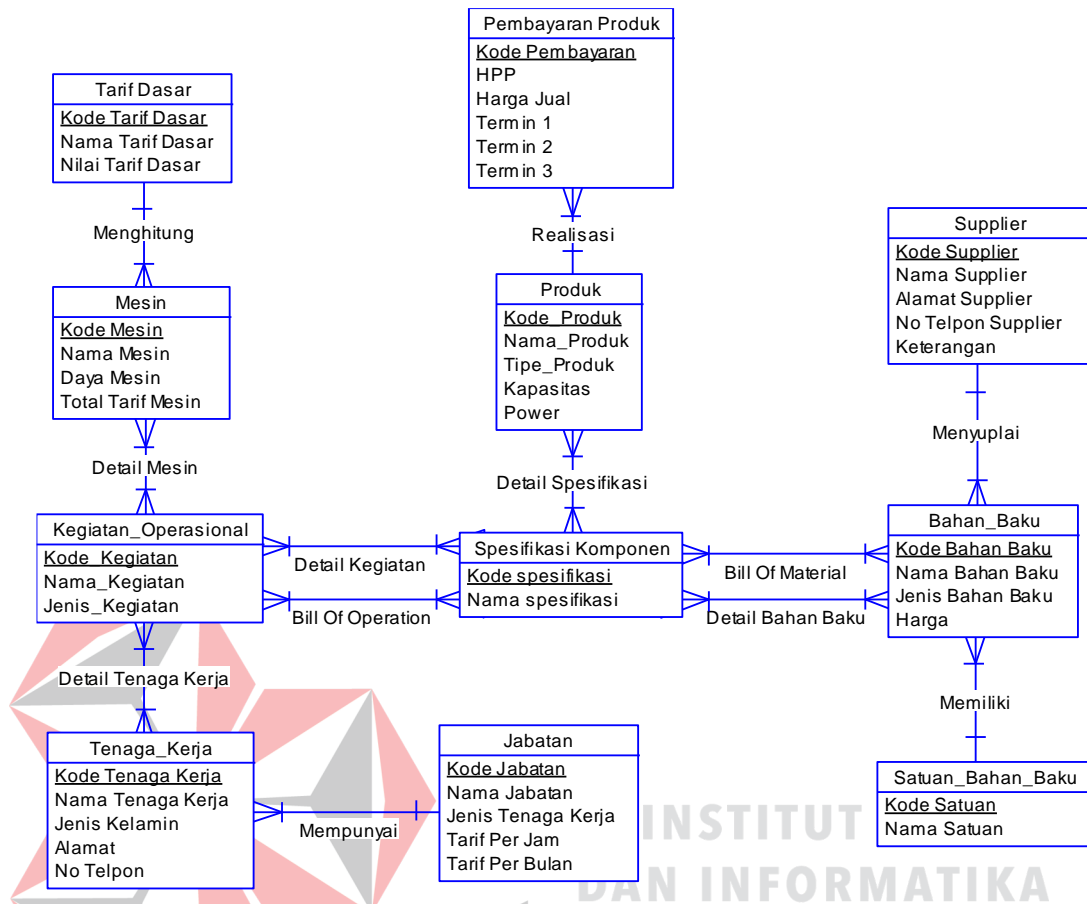 Pembayaran Produk
Kode Pembayaran
HPP
Harga Jual
Termin 1
Termin 2
Termin 3
Tarif Dasar
Kode Tarif Dasar
Nama Tarif Dasar
Nilai Tarif Dasar
Menghitung
Realisasi
Supplier
Kode Supplier
Nama Supplier
Alamat Supplier
No Telpon Supplier
Keterangan
Mesin
Kode Mesin
Nama Mesin
Daya Mesin
Total Tarif Mesin
Produk
Kode_Produk
Nama_Produk
Tipe_Produk
Kapasitas
Power
Menyuplai
Detail Mesin
Detail Spesifikasi
Kegiatan_Operasional
Kode_Kegiatan
Nama_Kegiatan
Jenis_Kegiatan
Detail Kegiatan
Bill Of Operation
Spesifikasi Komponen
Kode spesifikasi
Nama spesifikasi
Bill Of Material
Detail Bahan Baku
Bahan_Baku
Kode Bahan Baku
Nama Bahan Baku
Jenis Bahan Baku
Harga
Detail Tenaga Kerja
Memiliki
Tenaga_Kerja
Kode Tenaga Kerja
Nama Tenaga Kerja
Jenis Kelamin
Alamat
No Telpon
Mempunyai
Jabatan
Kode Jabatan
Nama Jabatan
Jenis Tenaga Kerja
Tarif Per Jam
Tarif Per Bulan
Satuan_Bahan_Baku
Kode Satuan
Nama Satuan
INSTITUT
DAN INFORMATIKA